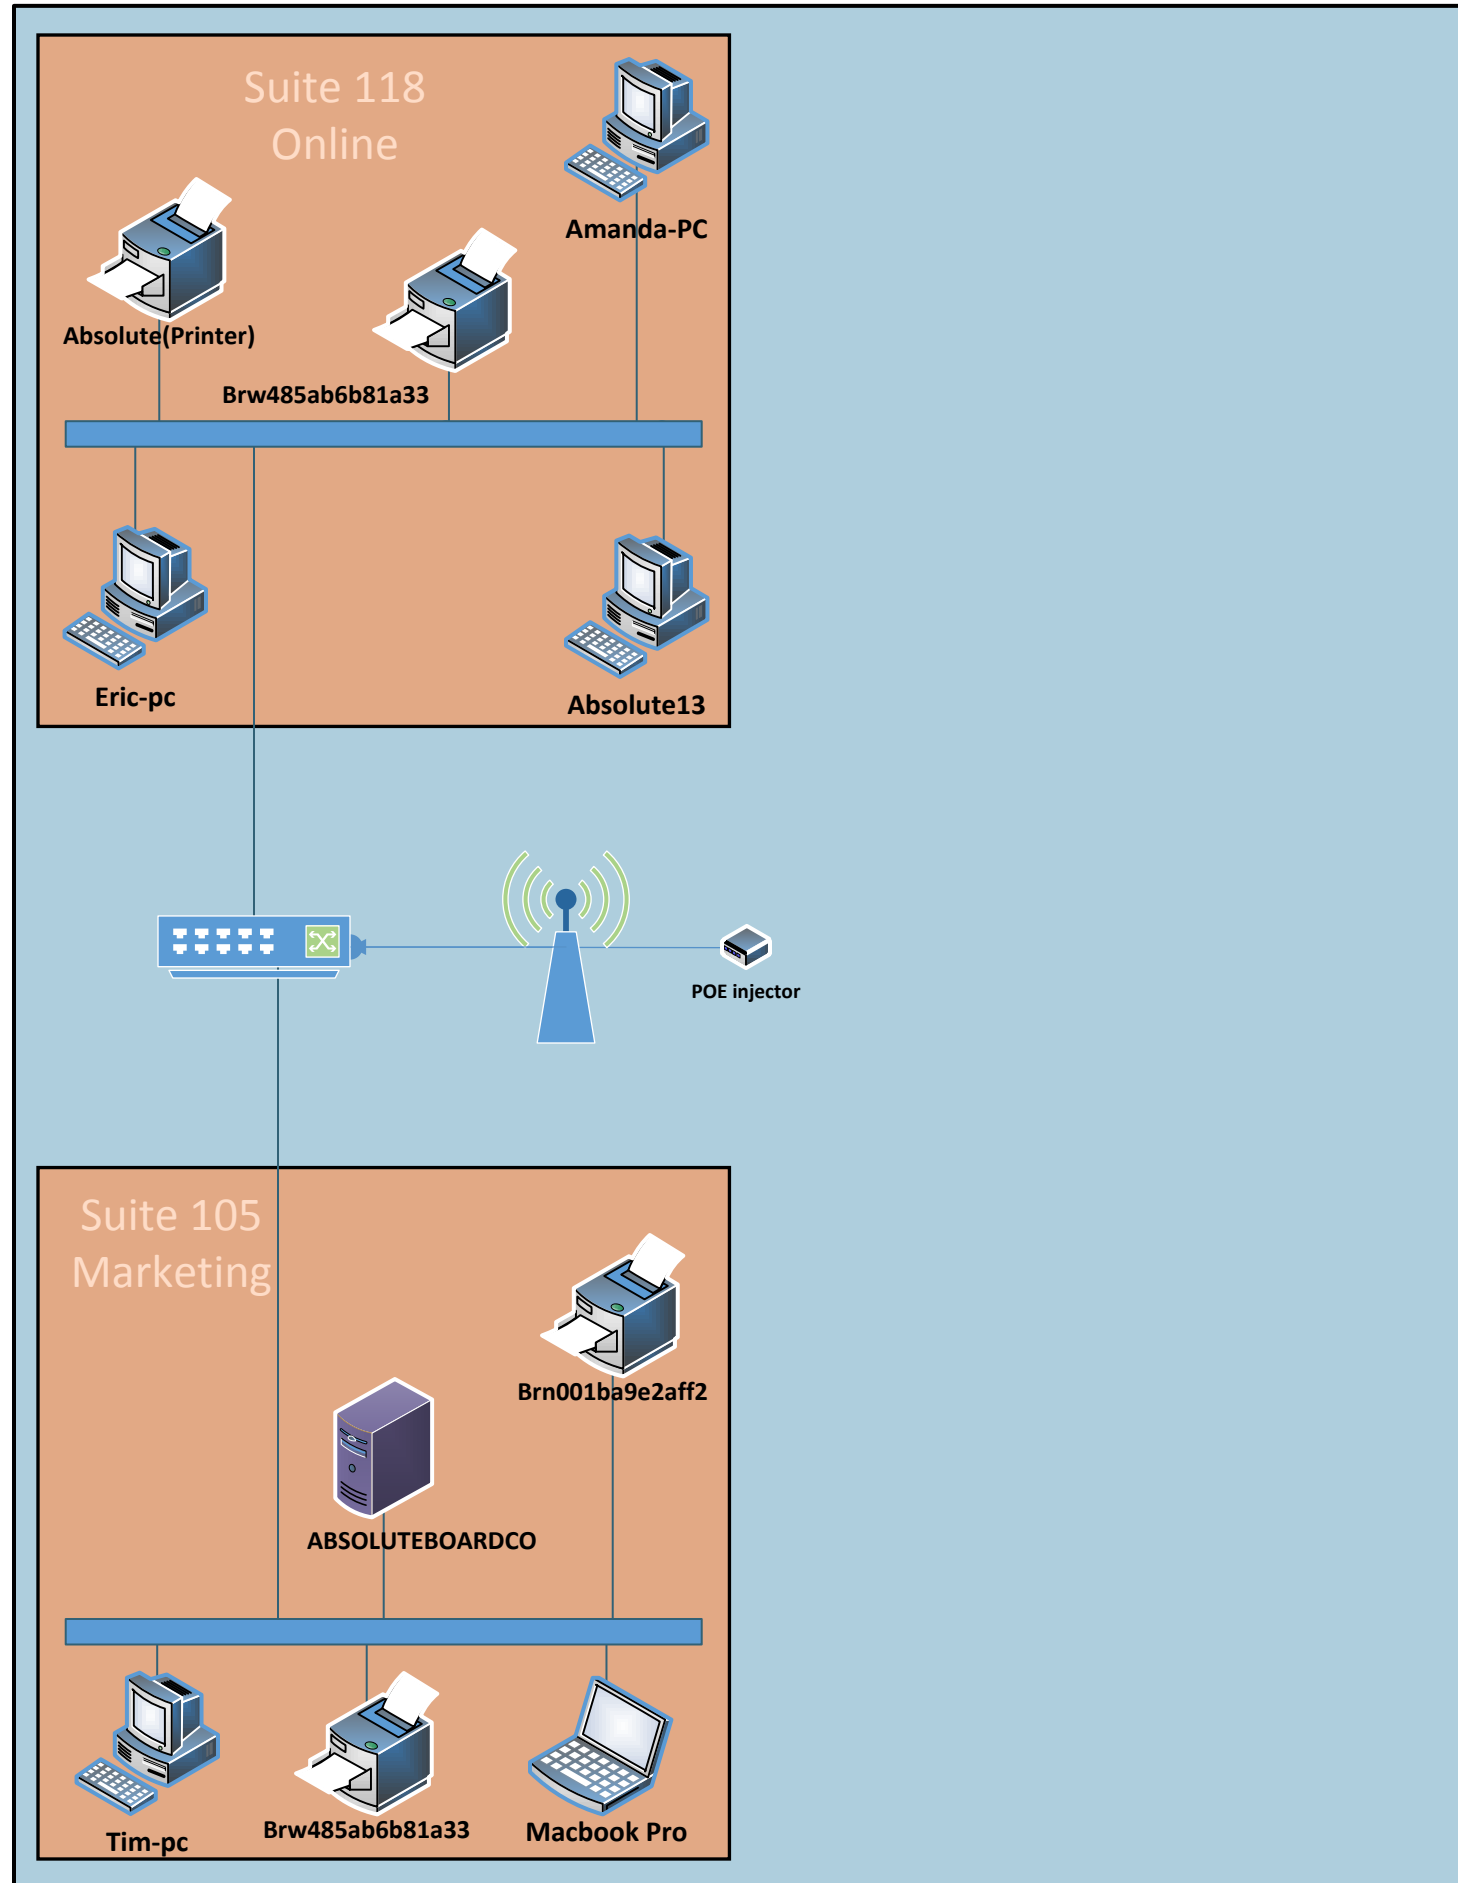 Suite 118
Online
Amanda-PC
Absolute(Printer)
Brw485ab6b81a33
Eric-pc
Absolute13
POE injector
Suite 105
Marketing
Brn001ba9e2aff2
ABSOLUTEBOARDCO
Tim-pc
Brw485ab6b81a33
Macbook Pro